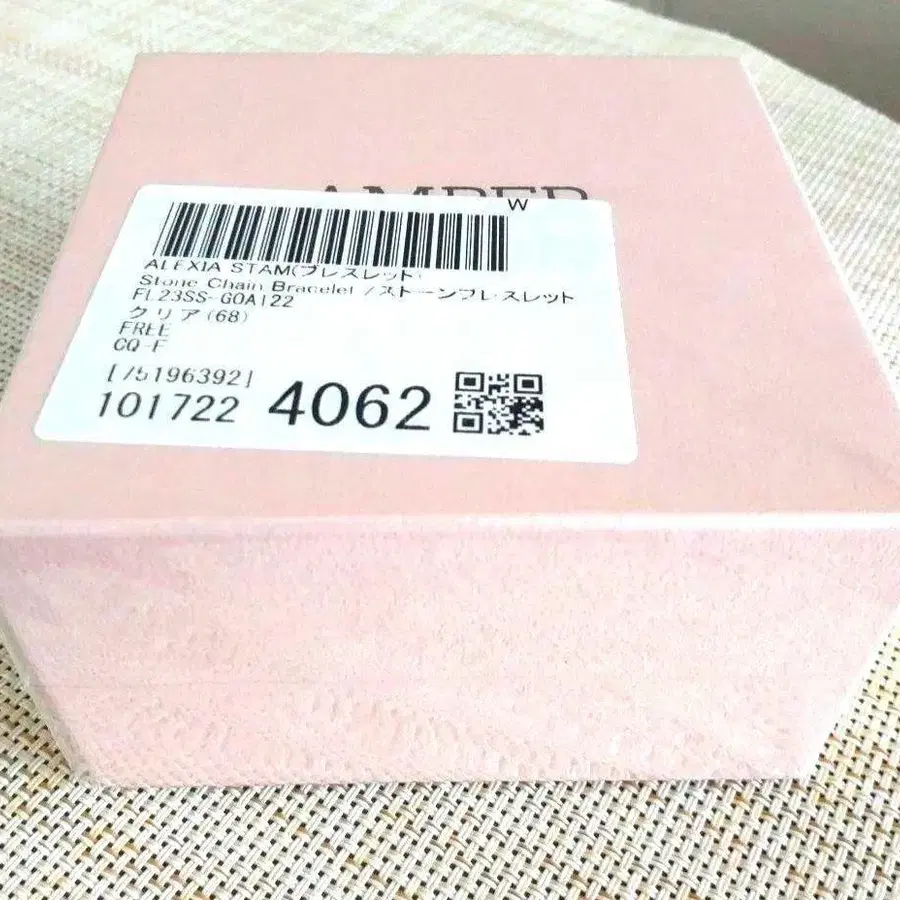 AMBER
W
ALEXIA STAM(ブレスレット)
Stone Chain Bracelet /ストーンブレスレット
FL23SS-GOA122
クリア(68)
FREE
CQ-F
[75196392]
101722 4062